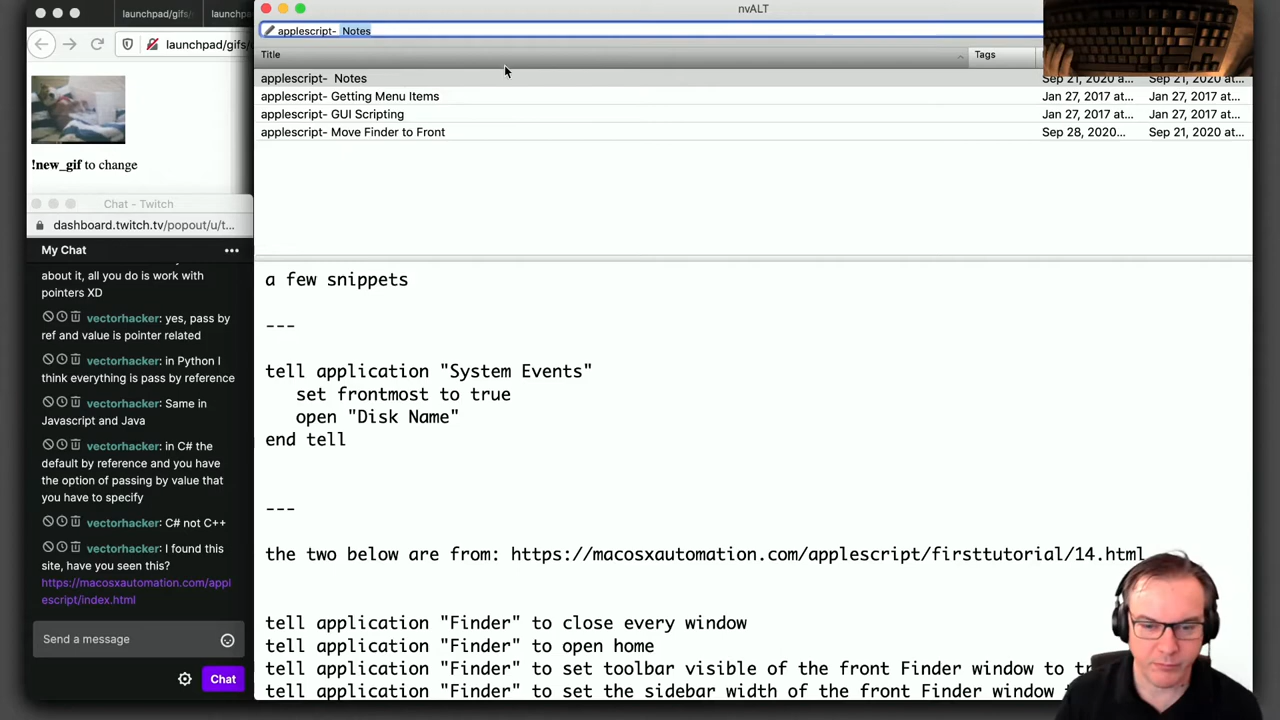 launchpad/gifs/
launchpad/
launchpad/gifs/
!new_gif to change
Chat - Twitch
dashboard.twitch.tv/popout/u/t...
My Chat
about it, all you do is work with
pointers XD
vectorhacker: yes, pass by
ref and value is pointer related
vectorhacker: in Python I
think everything is pass by reference
vectorhacker: Same in
Javascript and Java
vectorhacker: in C# the
default by reference and you have
the option of passing by value that
you have to specify
vectorhacker: C# not C++
vectorhacker: I found this
site, have you seen this?
https://macosxautomation.com/appl
escript/index.html
Send a message
Chat
nvALT
applescript- Notes
Title
Tags
applescript- Notes
Sep 21, 2020 at...
Sep 21, 2020 at...
applescript- Getting Menu Items
Jan 27, 2017 at...
Jan 27, 2017 at...
applescript- GUI Scripting
Jan 27, 2017 at...
Jan 27, 2017 at...
applescript- Move Finder to Front
Sep 28, 2020...
Sep 21, 2020 at...
a few snippets
---
tell application "System Events"
set frontmost to true
open "Disk Name"
end tell
---
the two below are from: https://macosxautomation.com/applescript/firsttutorial/14.html
tell application "Finder" to close every window
tell application "Finder" to open home
tell application "Finder" to set toolbar visible of the front Finder window to
tell application "Finder" to set the sidebar width of the front Finder window